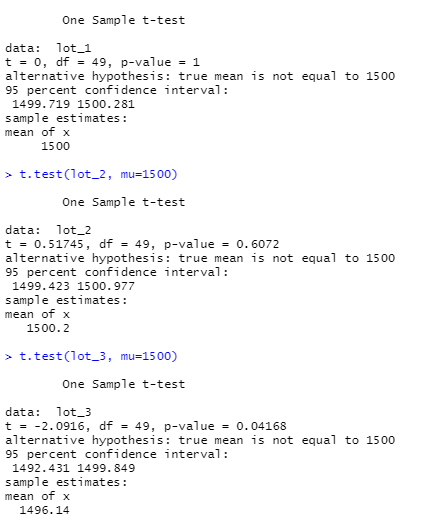 One Sample t-test
data:  lot_1
t = 0, df = 49, p-value = 1
alternative hypothesis: true mean is not equal to 1500
95 percent confidence interval:
1499.719 1500.281
sample estimates:
mean of x
1500
> t.test(lot_2, mu=1500)
One Sample t-test
data:  lot_2
t = 0.51745, df = 49, p-value = 0.6072
alternative hypothesis: true mean is not equal to 1500
95 percent confidence interval:
1499.423 1500.977
sample estimates:
mean of x
1500.2
> t.test(lot_3, mu=1500)
One Sample t-test
data:  lot_3
t = -2.0916, df = 49, p-value = 0.04168
alternative hypothesis: true mean is not equal to 1500
95 percent confidence interval:
1492.431 1499.849
sample estimates:
mean of x
1496.14